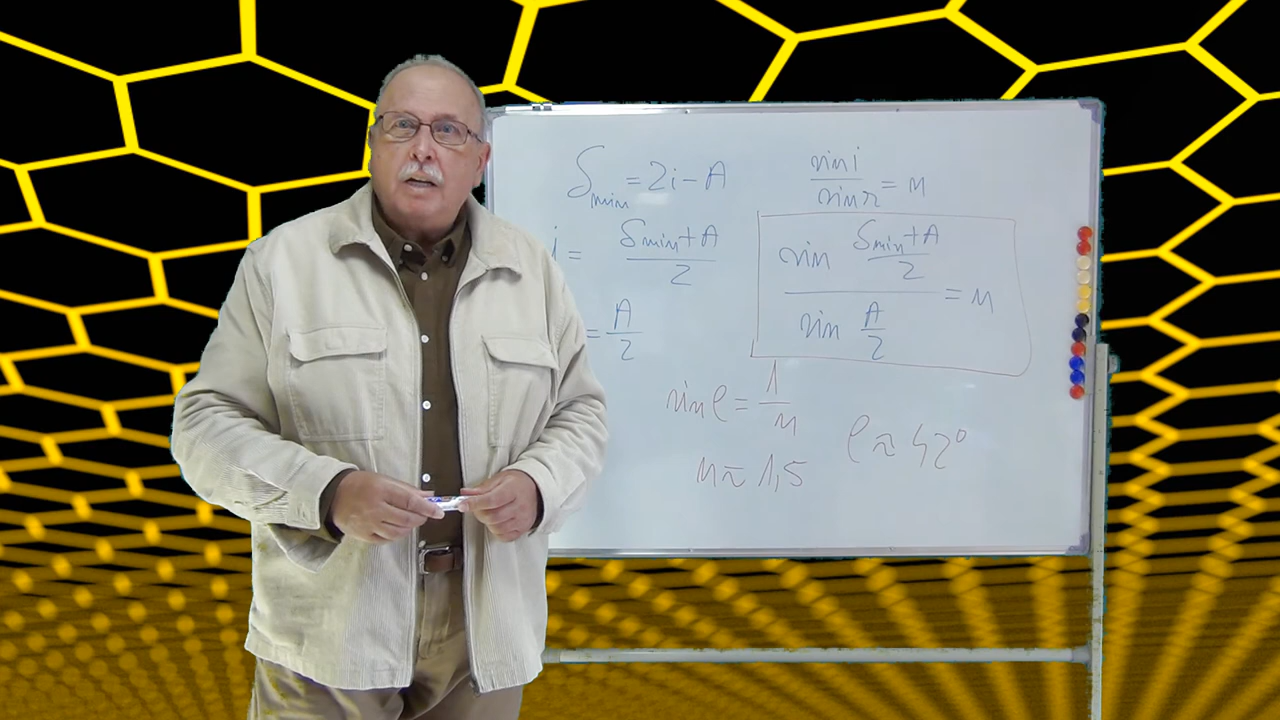 δmin = 2i - A
i = (δmin + A)/2
= A/2
sin i / sin r = n
sin (δmin + A)/2 / sin A/2 = n
sin l = 1/n
n ≈ 1,5
l ≈ 42°